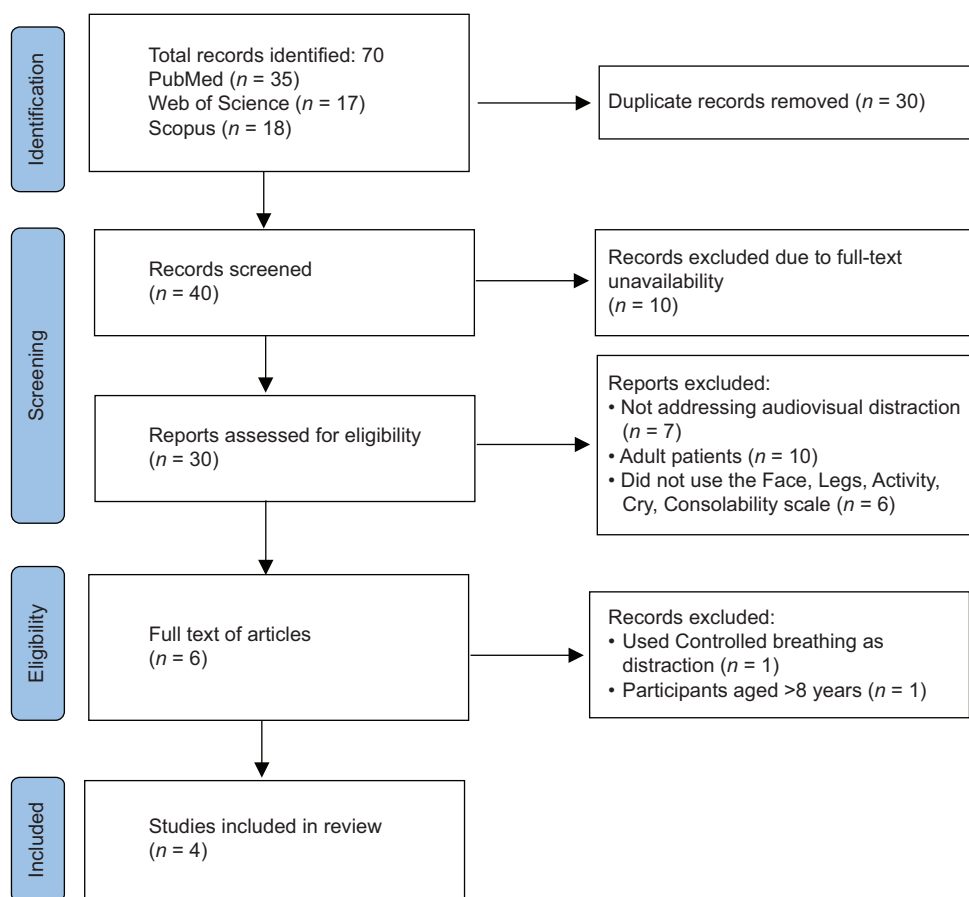 Identification
Total records identified: 70
PubMed (n = 35)
Web of Science (n = 17)
Scopus (n = 18)
Duplicate records removed (n = 30)
Screening
Records screened
(n = 40)
Records excluded due to full-text
unavailability
(n = 10)
Reports assessed for eligibility
(n = 30)
Reports excluded:
• Not addressing audiovisual distraction
(n = 7)
• Adult patients (n = 10)
• Did not use the Face, Legs, Activity,
Cry, Consolability scale (n = 6)
Eligibility
Full text of articles
(n = 6)
Records excluded:
• Used Controlled breathing as
distraction (n = 1)
• Participants aged >8 years (n = 1)
Included
Studies included in review
(n = 4)